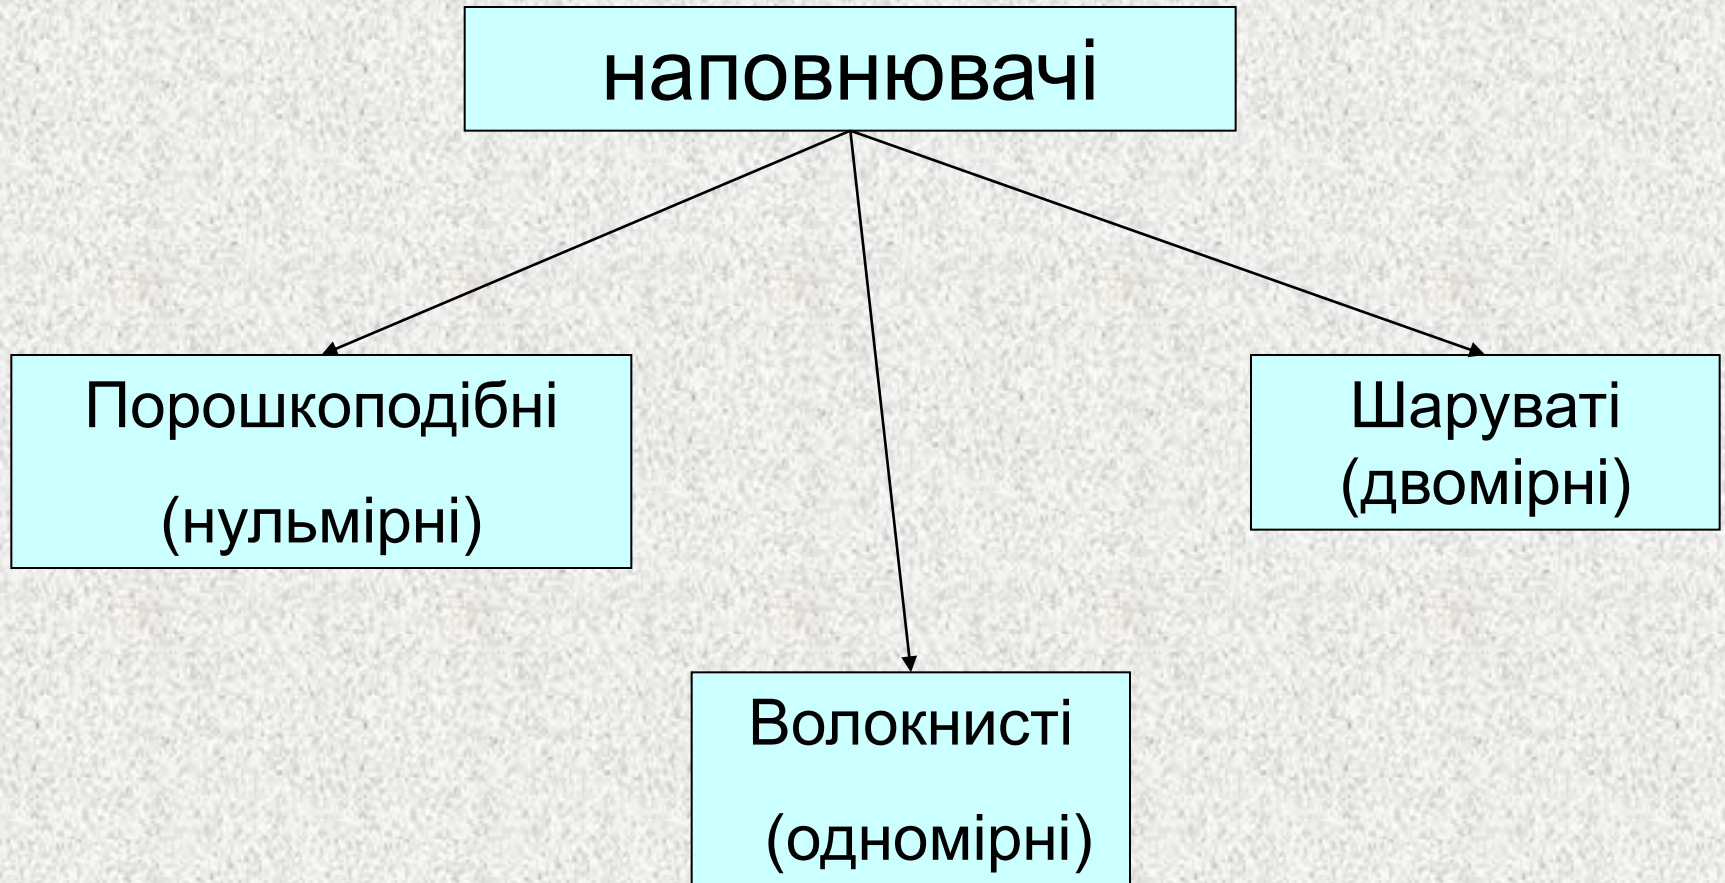 наповнювачі
Порошкоподібні
(нульмірні)
Шаруваті
(двомірні)
Волокнисті
(одномірні)